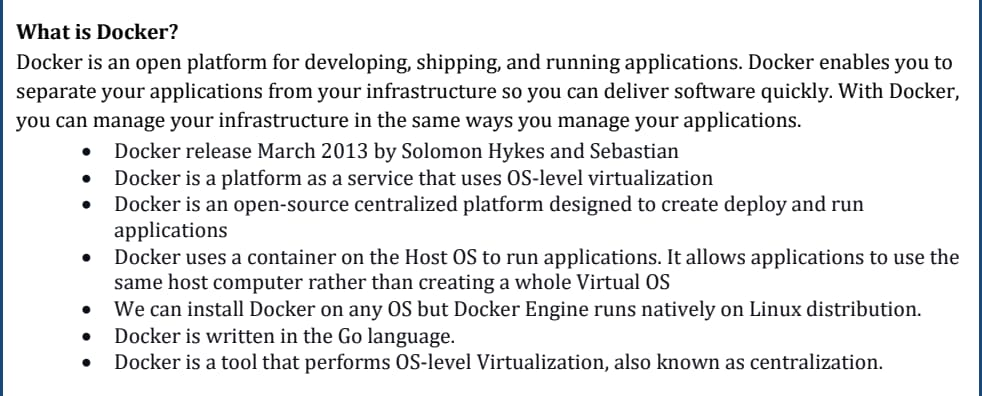 What is Docker?
Docker is an open platform for developing, shipping, and running applications. Docker enables you to
separate your applications from your infrastructure so you can deliver software quickly. With Docker,
you can manage your infrastructure in the same ways you manage your applications.
• Docker release March 2013 by Solomon Hykes and Sebastian
• Docker is a platform as a service that uses OS-level virtualization
• Docker is an open-source centralized platform designed to create deploy and run
applications
• Docker uses a container on the Host OS to run applications. It allows applications to use the
same host computer rather than creating a whole Virtual OS
• We can install Docker on any OS but Docker Engine runs natively on Linux distribution.
• Docker is written in the Go language.
• Docker is a tool that performs OS-level Virtualization, also known as centralization.